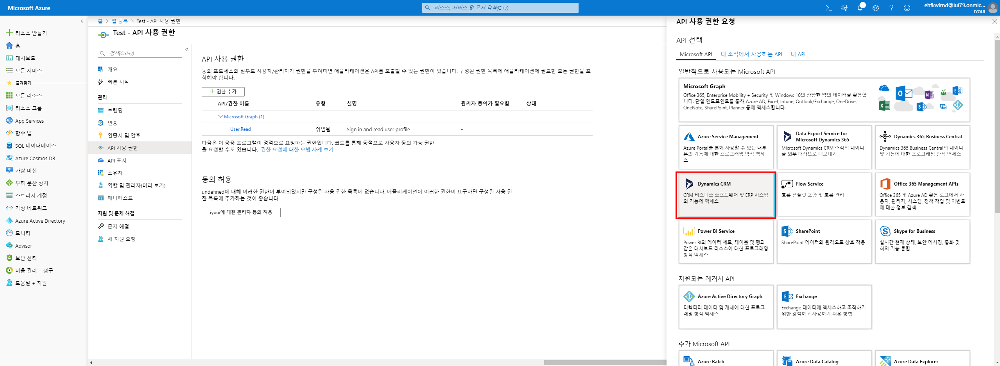 Microsoft Azure
리소스, 서비스 및 문서 검색(G+/)
1
ehfkwlrnd@iui79.onmic...
IYOUI
리소스 만들기
홈
대시보드
모든 서비스
즐겨찾기
모든 리소스
리소스 그룹
App Services
함수 앱
SQL 데이터베이스
Azure Cosmos DB
가상 머신
부하 분산 장치
스토리지 계정
가상 네트워크
Azure Active Directory
모니터
Advisor
보안 센터
비용 관리 + 청구
도움말 + 지원
홈 > 앱 등록 > Test - API 사용 권한
Test - API 사용 권한
검색(Ctrl+/)
개요
빠른 시작
관리
브랜딩
인증
인증서 및 암호
API 사용 권한
API 표시
소유자
역할 및 관리자(미리 보기)
매니페스트
지원 및 문제 해결
문제 해결
새 지원 요청
API 사용 권한
동의 프로세스의 일부로 사용자/관리자가 권한을 부여하면 애플리케이션은 API를 호출할 수 있는 권한이 있습니다. 구성된 권한 목록에 애플리케이션에 필요한 모든 권한을 포
함해야 합니다.
+ 권한 추가
API/권한 이름 유형 설명 관리자 동의가 필요함 상태
Microsoft Graph (1)
User.Read 위임됨 Sign in and read user profile -
다음은 이 응용 프로그램이 정적으로 요청하는 권한입니다. 코드를 통해 동적으로 사용자 동의 가능 권한
을 요청할 수도 있습니다. 권한 요청에 대한 모범 사례 보기
동의 허용
undefined에 대해 이러한 권한이 부여되었지만 구성된 사용 권한 목록에 없습니다. 애플리케이션이 이러한 권한이 요구하면 구성된 사용 권
한 목록에 추가하는 것이 좋습니다.
iyoui에 대한 관리자 동의 허용
API 사용 권한 요청
API 선택
Microsoft API 내 조직에서 사용하는 API 내 API
일반적으로 사용되는 Microsoft API
Microsoft Graph
Office 365, Enterprise Mobility + Security 및 Windows 10의 상당한 양의 데이터를 활용합
니다. 단일 엔드포인트를 통해 Azure AD, Excel, Intune, Outlook/Exchange, OneDrive,
OneNote, SharePoint, Planner 등에 액세스합니다.
Azure Service Management
Azure Portal을 통해 사용할 수 있는 대부
분의 기능에 대한 프로그래밍 방식 액세
스
Data Export Service for
Microsoft Dynamics 365
Microsoft Dynamics CRM 조직의 데이터
를 외부 대상으로 내보내기
Dynamics 365 Business Central
Dynamics 365 Business Central의 데이터
및 기능에 대한 프로그래밍 방식 액세스
Dynamics CRM
CRM 비즈니스 소프트웨어 및 ERP 시스템
의 기능에 액세스
Flow Service
흐름 템플릿 포함 및 흐름 관리
Office 365 Management APIs
Office 365 및 Azure AD 활동 로그에서 사
용자, 관리자, 시스템, 정책 작업 및 이벤트
에 대한 정보 검색
Power BI Service
Power BI의 데이터 세트, 테이블 및 행과
같은 대시보드 리소스에 대한 프로그래밍
방식 액세스
SharePoint
SharePoint 데이터와 원격으로 상호 작용
Skype for Business
실시간 현재 상태, 보안 메시징, 통화 및
회의 기능 통합
지원되는 레거시 API
Azure Active Directory Graph
디렉터리 데이터 및 개체에 대한 프로그
래밍 방식 액세스
Exchange
Exchange 데이터에 액세스하고 조작하기
위한 강력하고 사용하기 쉬운 방법
추가 Microsoft API
Azure Batch
Azure Data Catalog
Azure Data Explorer